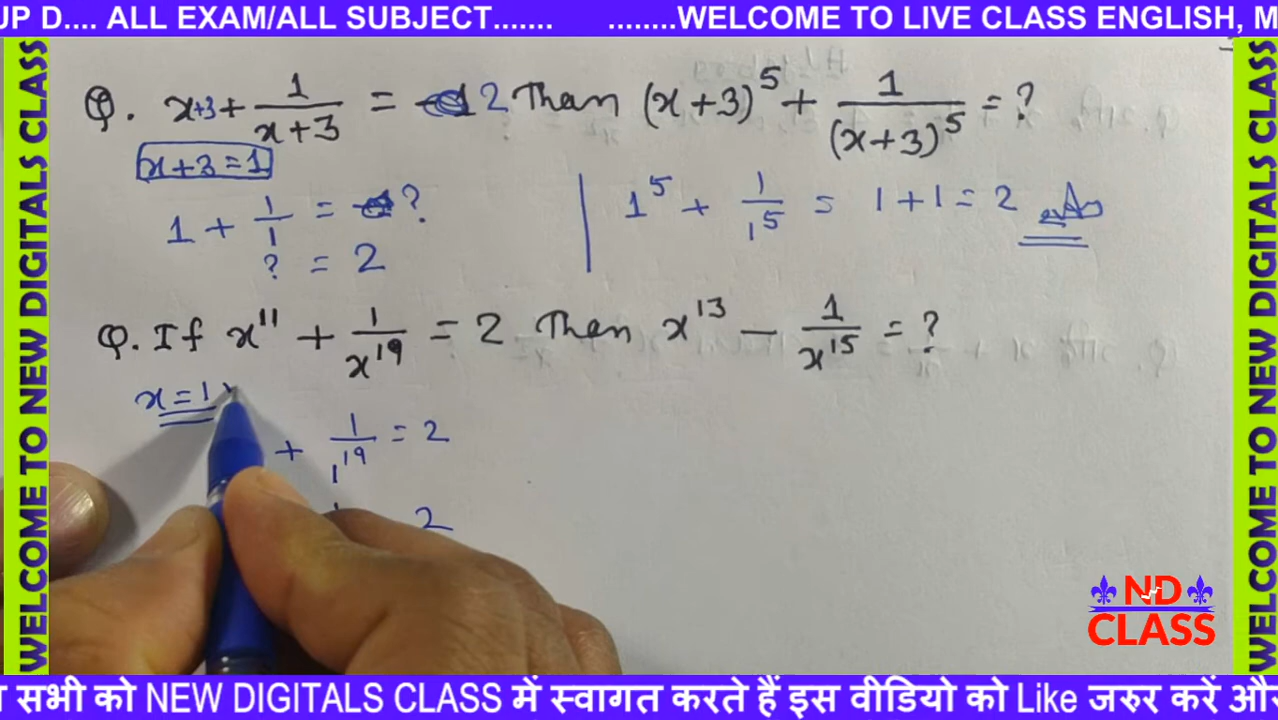 UP D.... ALL EXAM/ALL SUBJECT....... ........WELCOME TO LIVE CLASS ENGLISH, M
WELCOME TO NEW DIGITALS CLASS
Q. x+3 + 1/(x+3) = 2 Than (x+3)^5 + 1/(x+3)^5 = ?
x+3=1
1 + 1/1 = ?
? = 2
1^5 + 1/1^5 = 1+1=2 Ans
Q. If x^11 + 1/x^19 = 2 Than x^13 - 1/x^15 = ?
x=1
+ 1/1^19 = 2
2
ND
CLASS
WELCOME TO NEW DIGITALS CLASS
सभी को NEW DIGITALS CLASS में स्वागत करते हैं इस वीडियो को Like जरुर करें और